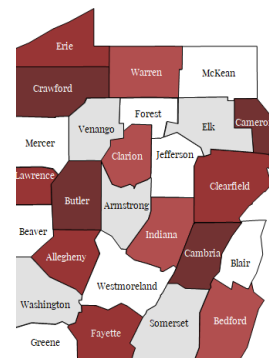 Erie
Warren
McKean
Crawford
Forest
Venango
Elk
Cameron
Mercer
Clarion
Jefferson
Lawrence
Clearfield
Butler
Armstrong
Beaver
Indiana
Allegheny
Cambria
Blair
Westmoreland
Washington
Somerset
Bedford
Greene
Fayette